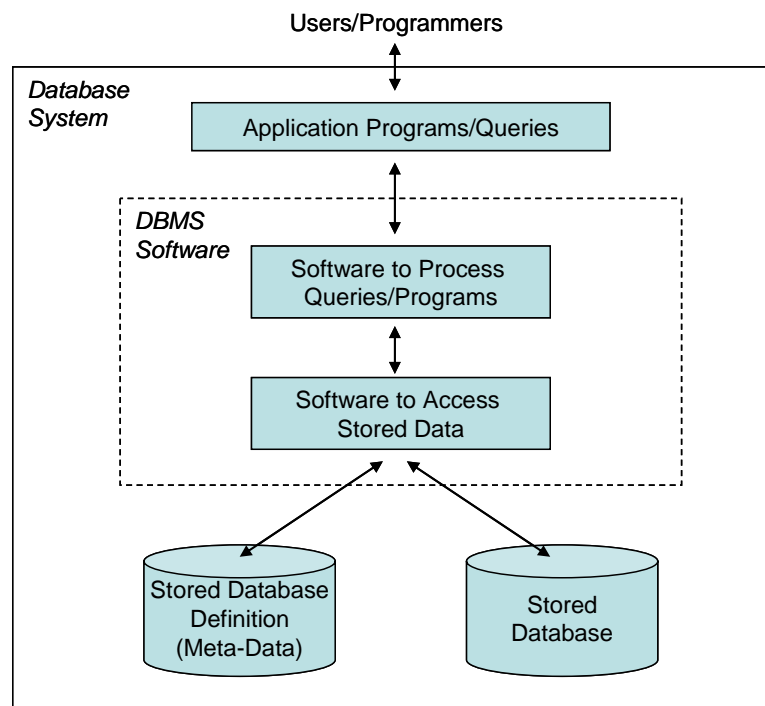 Users/Programmers
Database
System
Application Programs/Queries
DBMS
Software
Software to Process
Queries/Programs
Software to Access
Stored Data
Stored Database
Definition
(Meta-Data)
Stored
Database